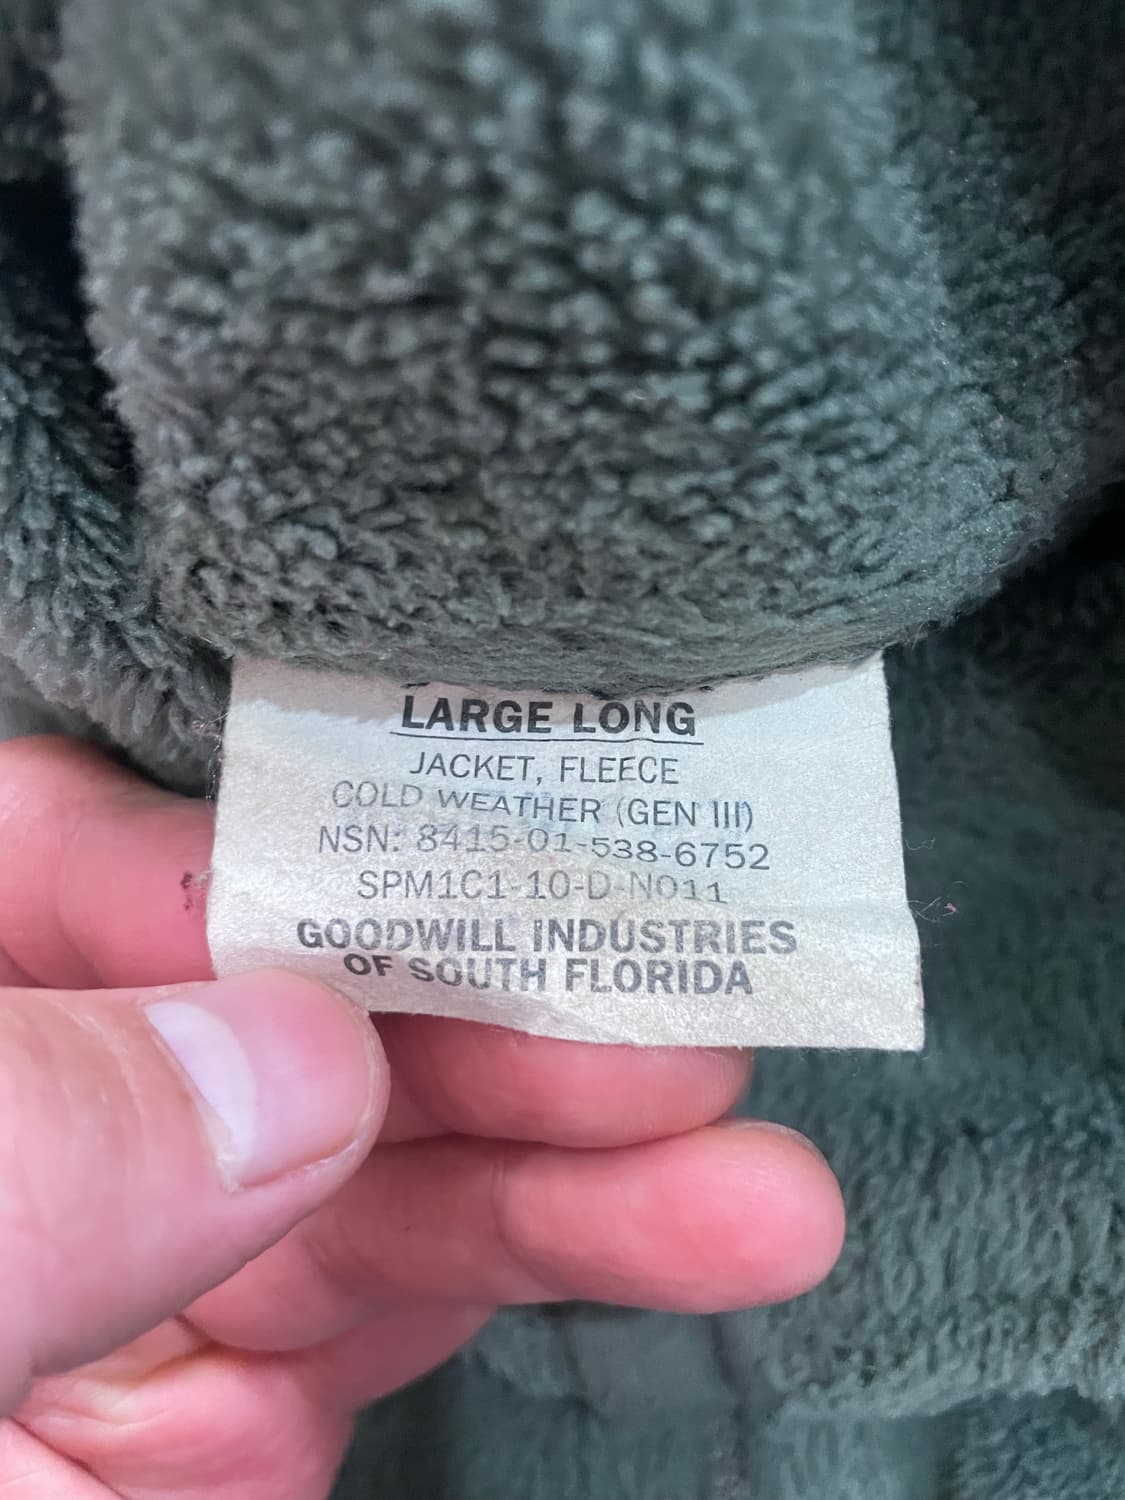 LARGE LONG
JACKET, FLEECE
COLD WEATHER (GEN III)
NSN: 8415-01-538-6752
SPM1C1-10-D-N011
GOODWILL INDUSTRIES
OF SOUTH FLORIDA